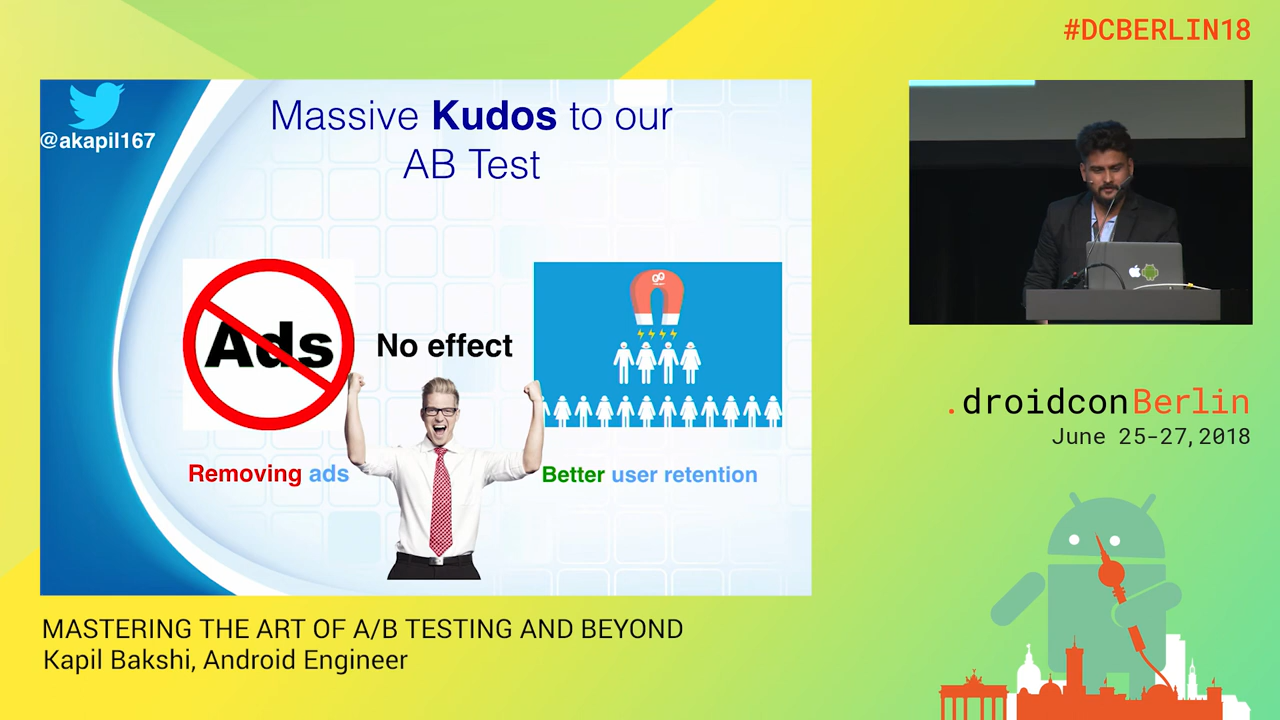 #DCBERLIN18
@akapil167
Massive Kudos to our
AB Test
Ads
No effect
Removing ads
Better user retention
.droidconBerlin
June 25-27, 2018
MASTERING THE ART OF A/B TESTING AND BEYOND
Kapil Bakshi, Android Engineer